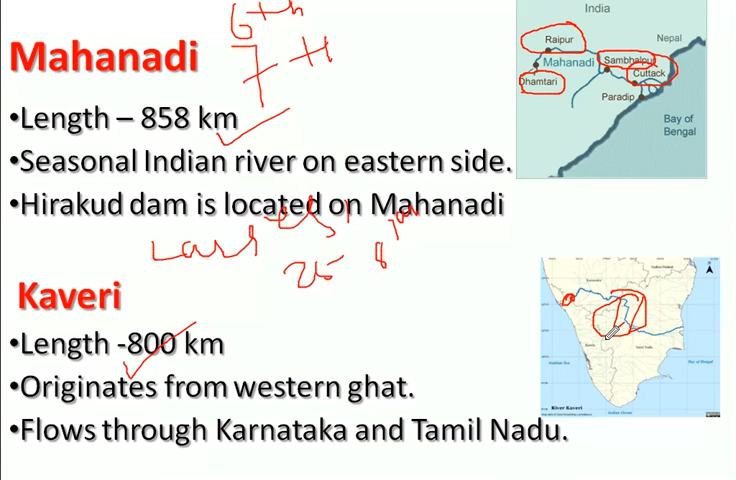 6th
7th
Mahanadi
•Length – 858 km
•Seasonal Indian river on eastern side.
•Hirakud dam is located on Mahanadi
Kaveri
•Length -800 km
•Originates from western ghat.
•Flows through Karnataka and Tamil Nadu.
India
Raipur
Nepal
Mahanadi
Sambhalpur
Dhamtari
Cuttack
Paradip
Bay of
Bengal
River Kaveri